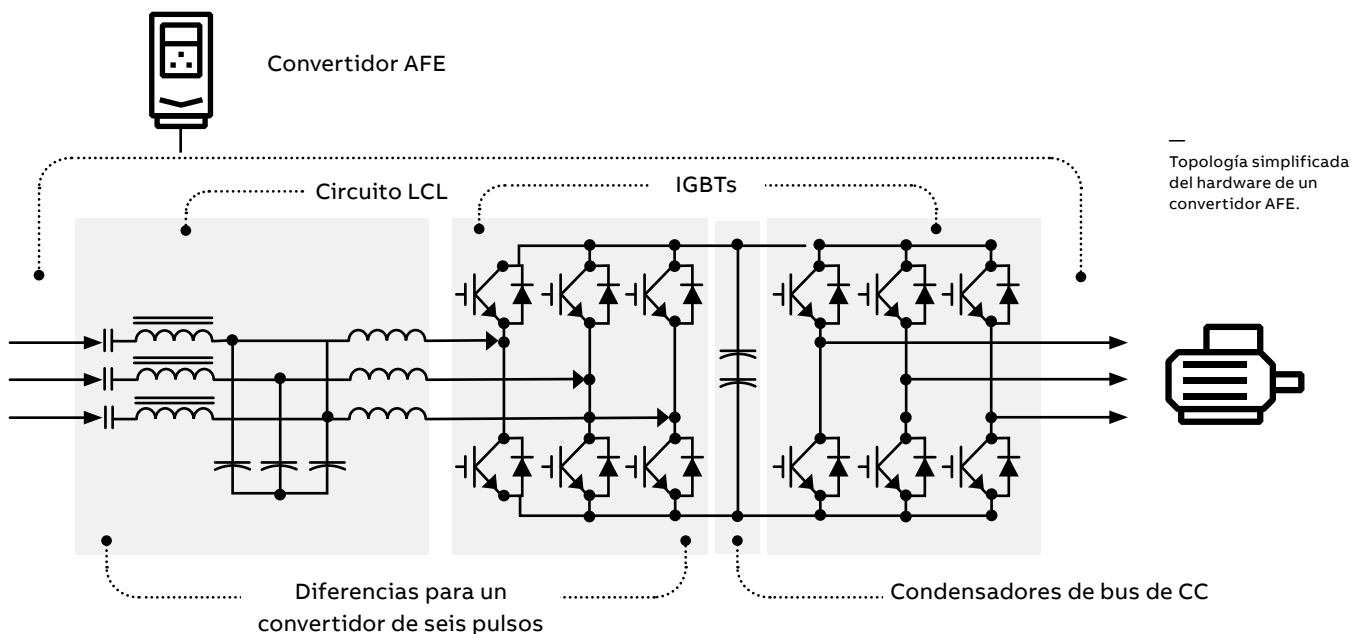 Convertidor AFE
—
Topología simplificada
del hardware de un
convertidor AFE.
Circuito LCL
IGBTs
Diferencias para un
convertidor de seis pulsos
Condensadores de bus de CC